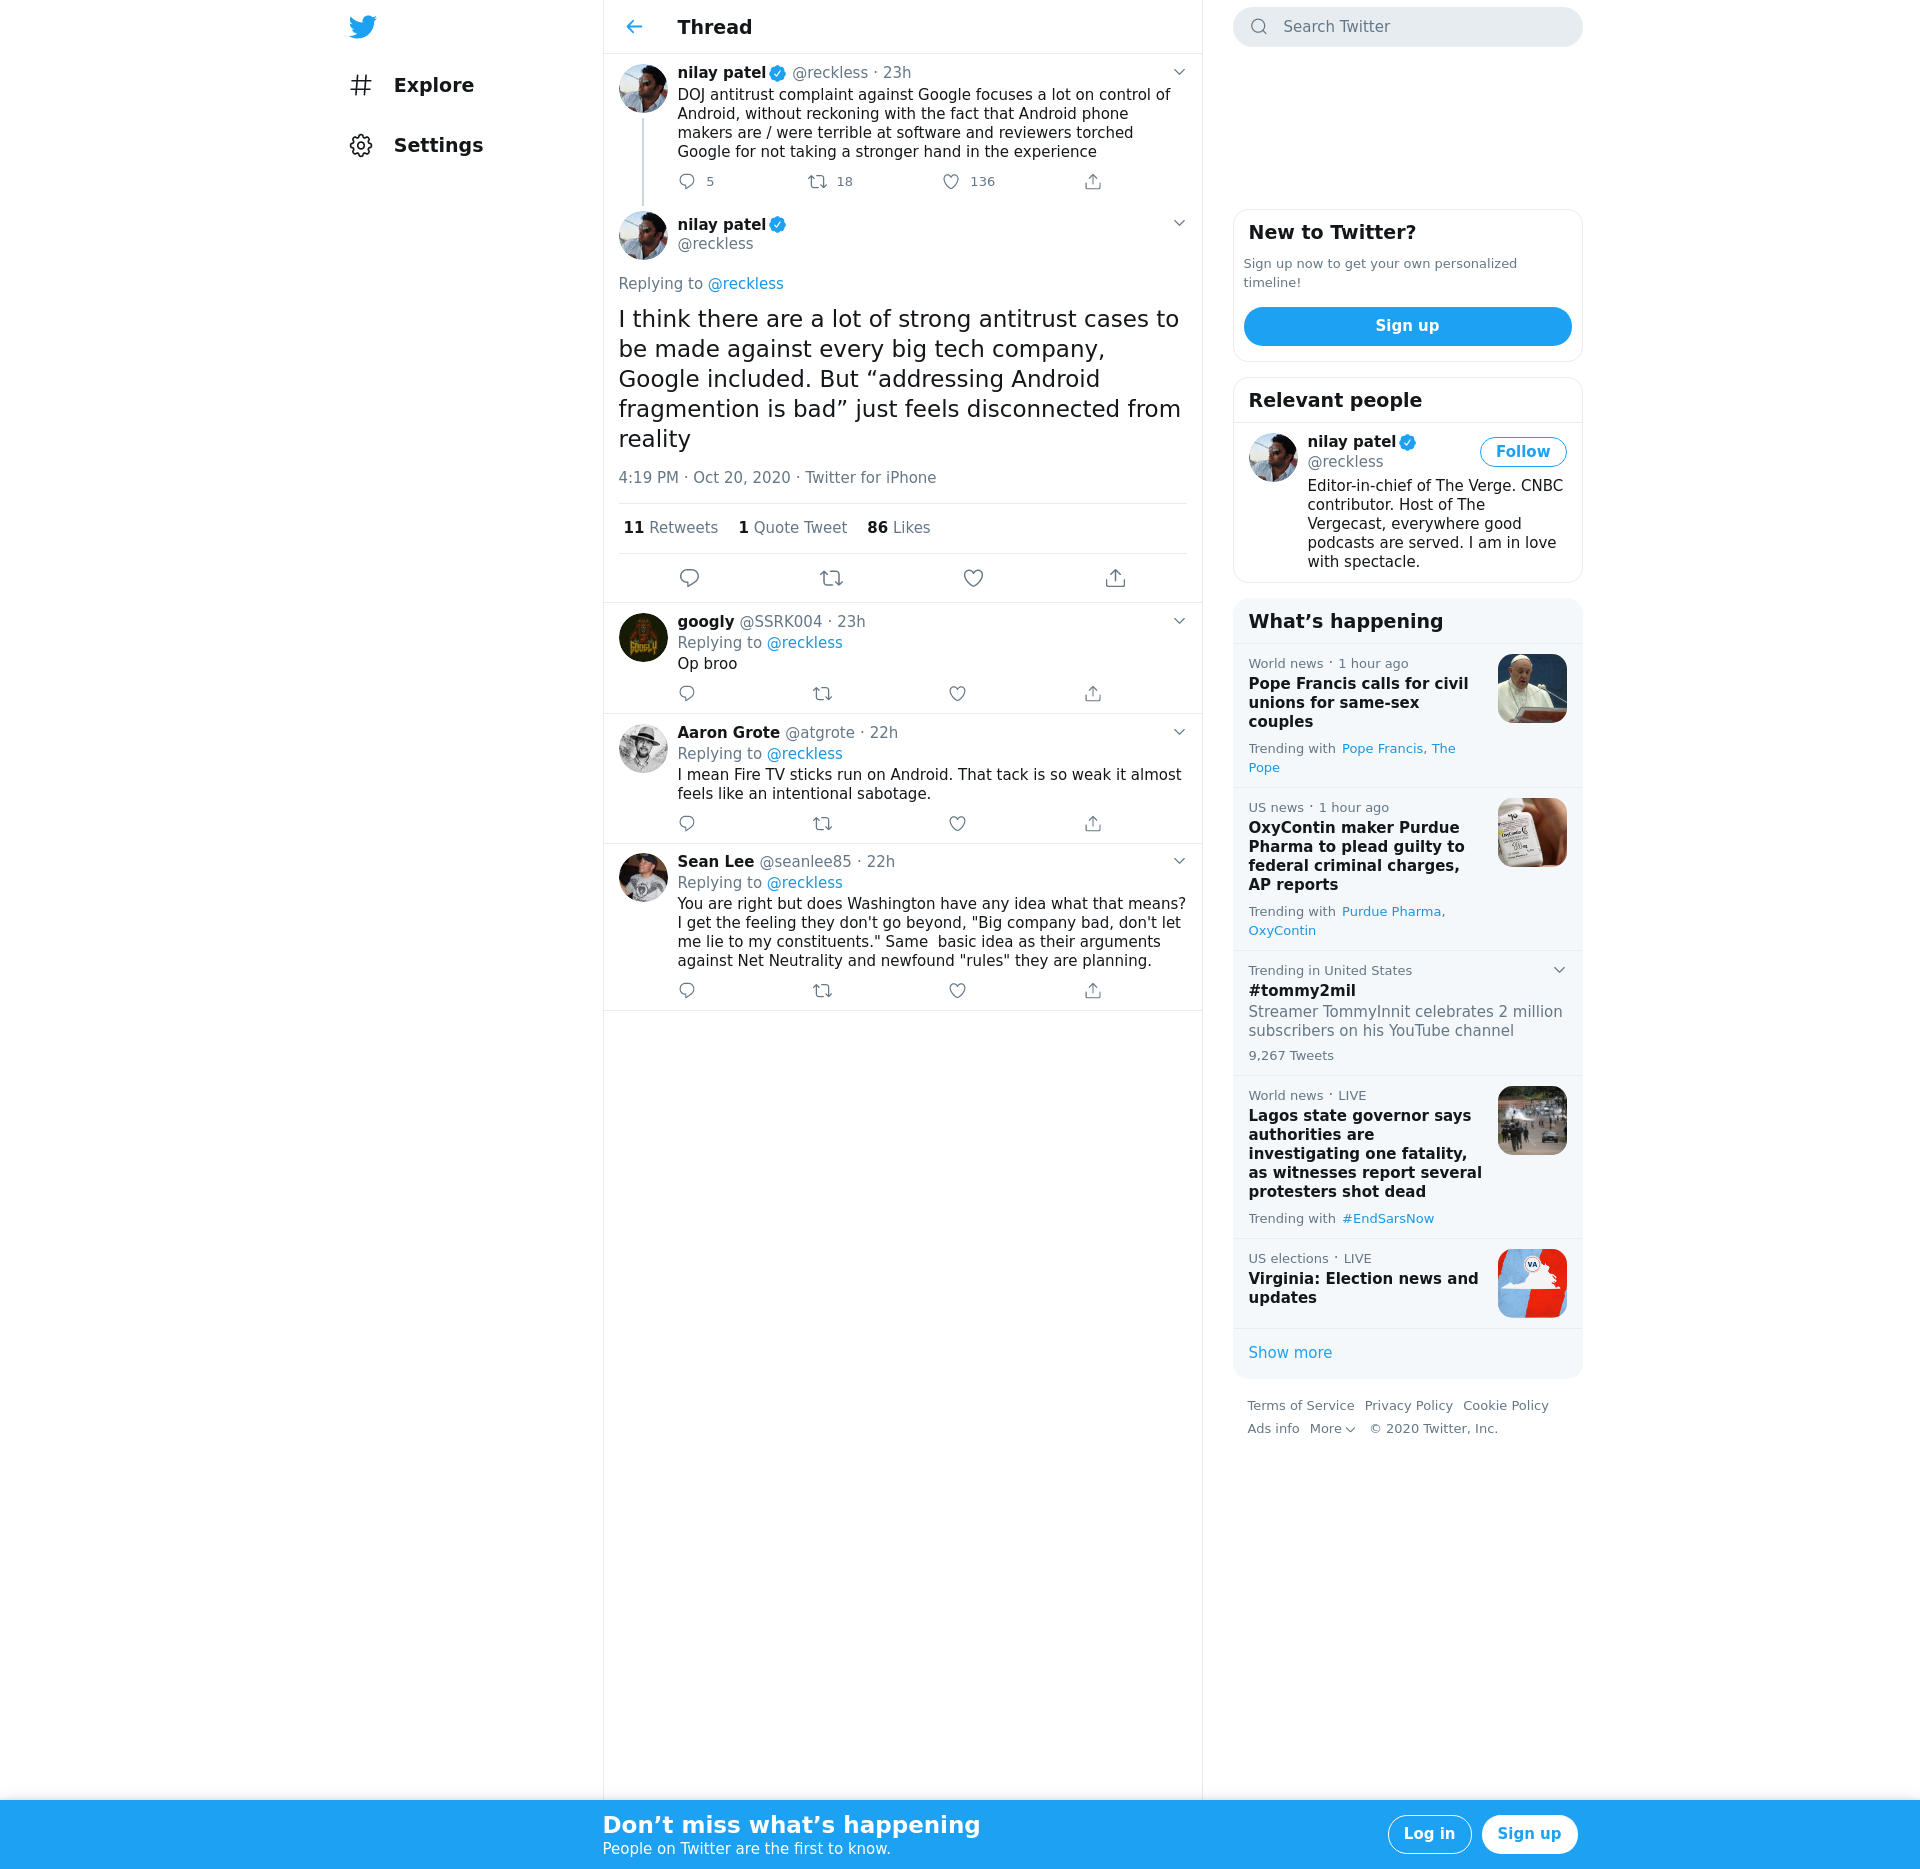 Explore
Settings
Thread
nilay patel @reckless · 23h
DOJ antitrust complaint against Google focuses a lot on control of
Android, without reckoning with the fact that Android phone
makers are / were terrible at software and reviewers torched
Google for not taking a stronger hand in the experience
5 18 136
nilay patel
@reckless
Replying to @reckless
I think there are a lot of strong antitrust cases to
be made against every big tech company,
Google included. But “addressing Android
fragmention is bad” just feels disconnected from
reality
4:19 PM · Oct 20, 2020 · Twitter for iPhone
11 Retweets 1 Quote Tweet 86 Likes
googly @SSRK004 · 23h
Replying to @reckless
Op broo
Aaron Grote @atgrote · 22h
Replying to @reckless
I mean Fire TV sticks run on Android. That tack is so weak it almost
feels like an intentional sabotage.
Sean Lee @seanlee85 · 22h
Replying to @reckless
You are right but does Washington have any idea what that means?
I get the feeling they don't go beyond, "Big company bad, don't let
me lie to my constituents." Same  basic idea as their arguments
against Net Neutrality and newfound "rules" they are planning.
Search Twitter
New to Twitter?
Sign up now to get your own personalized
timeline!
Sign up
Relevant people
nilay patel
@reckless
Follow
Editor-in-chief of The Verge. CNBC
contributor. Host of The
Vergecast, everywhere good
podcasts are served. I am in love
with spectacle.
What’s happening
World news · 1 hour ago
Pope Francis calls for civil
unions for same-sex
couples
Trending with Pope Francis, The
Pope
US news · 1 hour ago
OxyContin maker Purdue
Pharma to plead guilty to
federal criminal charges,
AP reports
Trending with Purdue Pharma,
OxyContin
Trending in United States
#tommy2mil
Streamer TommyInnit celebrates 2 million
subscribers on his YouTube channel
9,267 Tweets
World news · LIVE
Lagos state governor says
authorities are
investigating one fatality,
as witnesses report several
protesters shot dead
Trending with #EndSarsNow
US elections · LIVE
Virginia: Election news and
updates
VA
Show more
Terms of Service Privacy Policy Cookie Policy
Ads info More © 2020 Twitter, Inc.
Don’t miss what’s happening
People on Twitter are the first to know.
Log in
Sign up